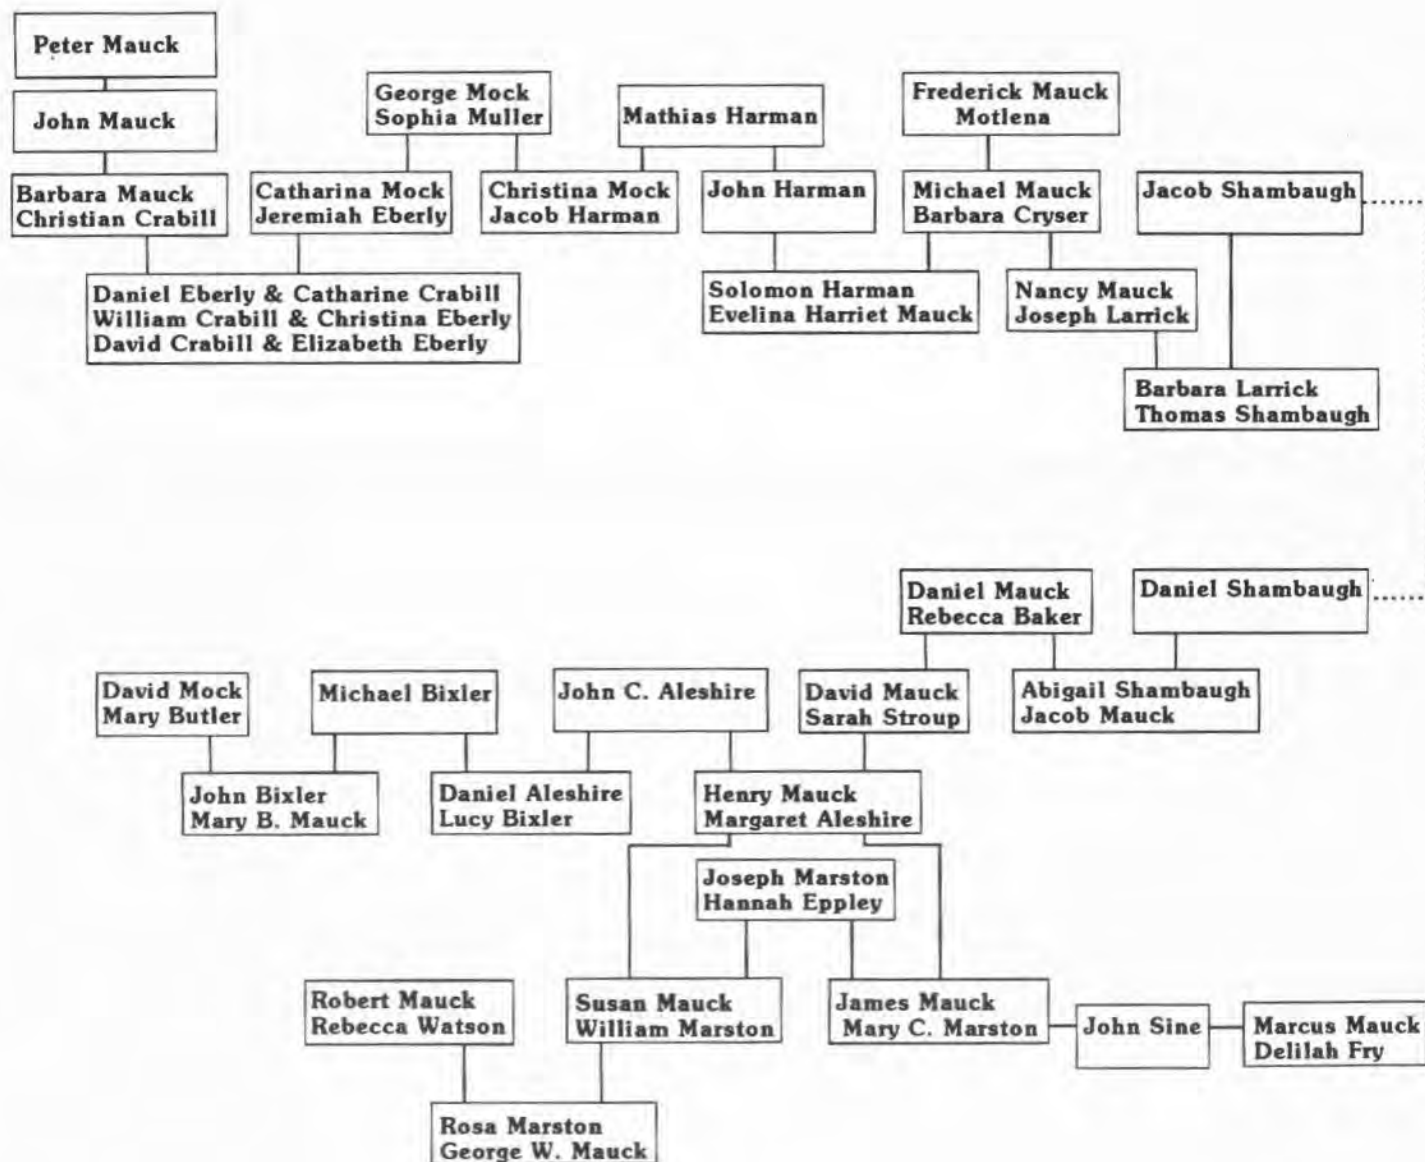 Peter Mauck
John Mauck
Barbara Mauck
Christian Crabill
George Mock
Sophia Muller
Catharina Mock
Jeremiah Eberly
Christina Mock
Jacob Harman
Mathias Harman
John Harman
Frederick Mauck
Motlena
Michael Mauck
Barbara Cryser
Jacob Shambaugh
Daniel Eberly & Catharine Crabill
William Crabill & Christina Eberly
David Crabill & Elizabeth Eberly
Solomon Harman
Evelina Harriet Mauck
Nancy Mauck
Joseph Larrick
Barbara Larrick
Thomas Shambaugh
Daniel Mauck
Rebecca Baker
Daniel Shambaugh
David Mock
Mary Butler
Michael Bixler
John C. Aleshire
David Mauck
Sarah Stroup
Abigail Shambaugh
Jacob Mauck
John Bixler
Mary B. Mauck
Daniel Aleshire
Lucy Bixler
Henry Mauck
Margaret Aleshire
Joseph Marston
Hannah Eppley
Robert Mauck
Rebecca Watson
Susan Mauck
William Marston
James Mauck
Mary C. Marston
John Sine
Marcus Mauck
Delilah Fry
Rosa Marston
George W. Mauck